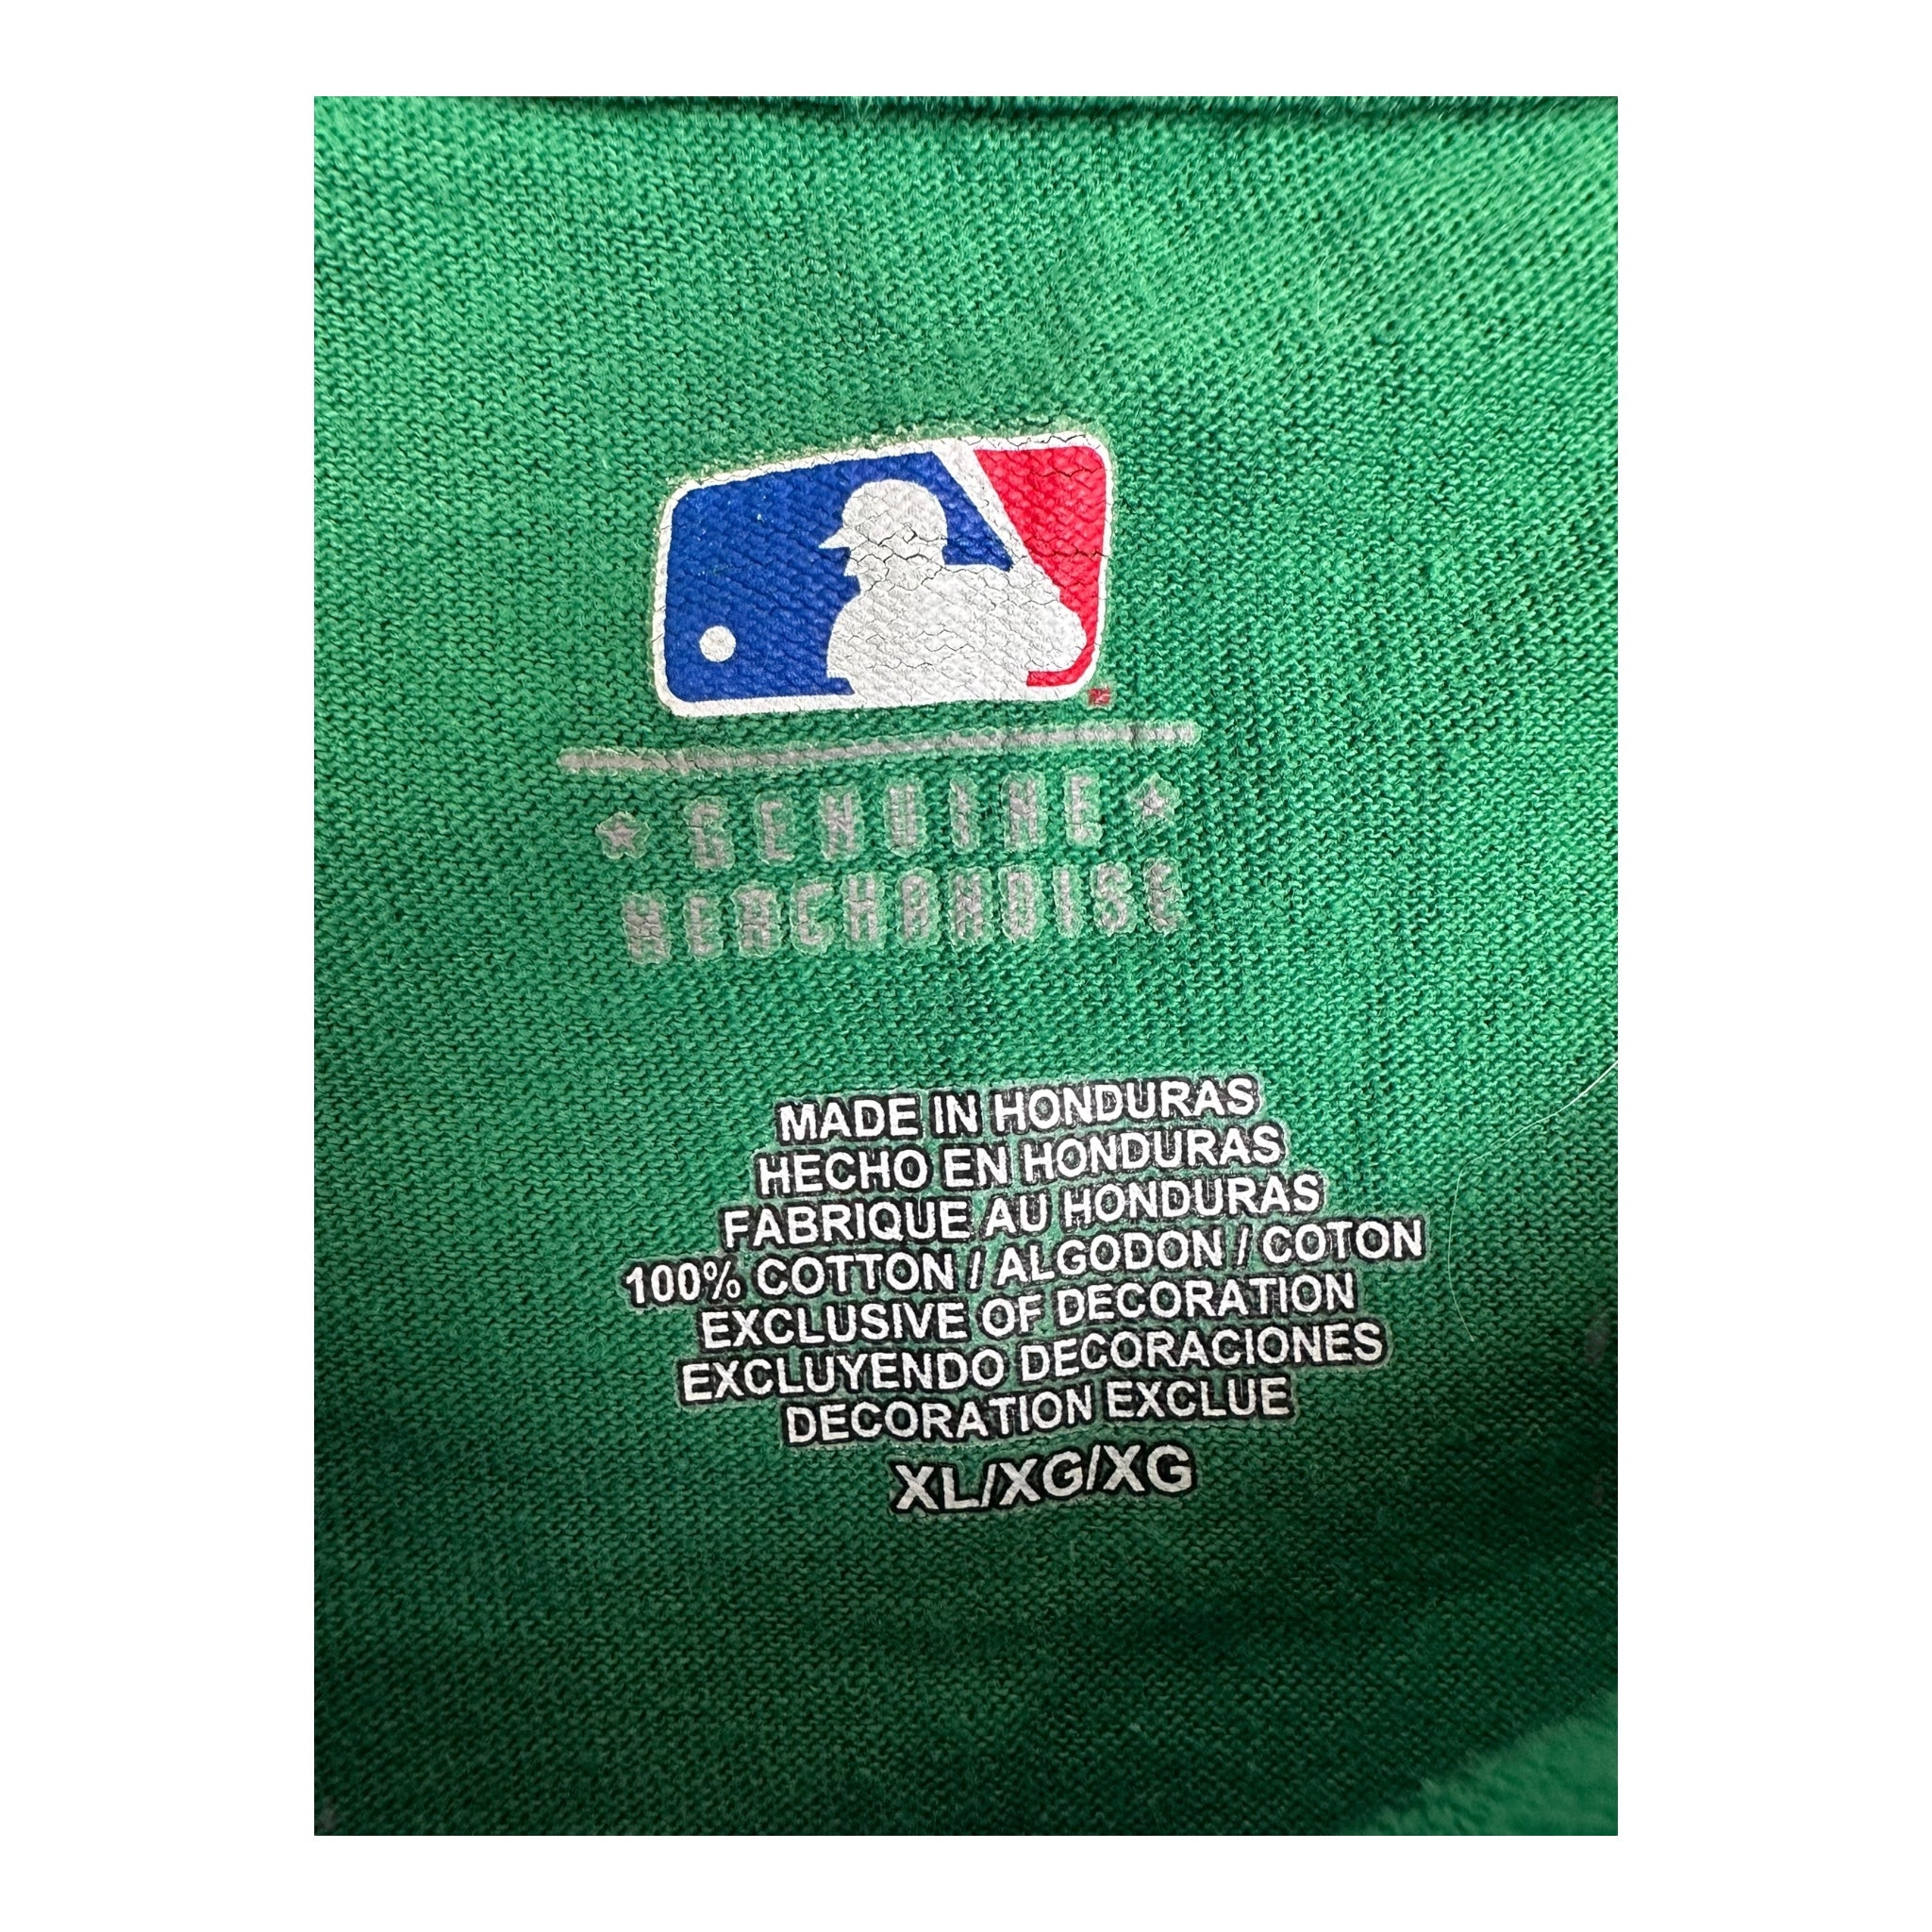 GENUINE
MERCHANDISE
MADE IN HONDURAS
HECHO EN HONDURAS
FABRIQUE AU HONDURAS
100% COTTON / ALGODON / COTON
EXCLUSIVE OF DECORATION
EXCLUYENDO DECORACIONES
DECORATION EXCLUE
XL/XG/XG